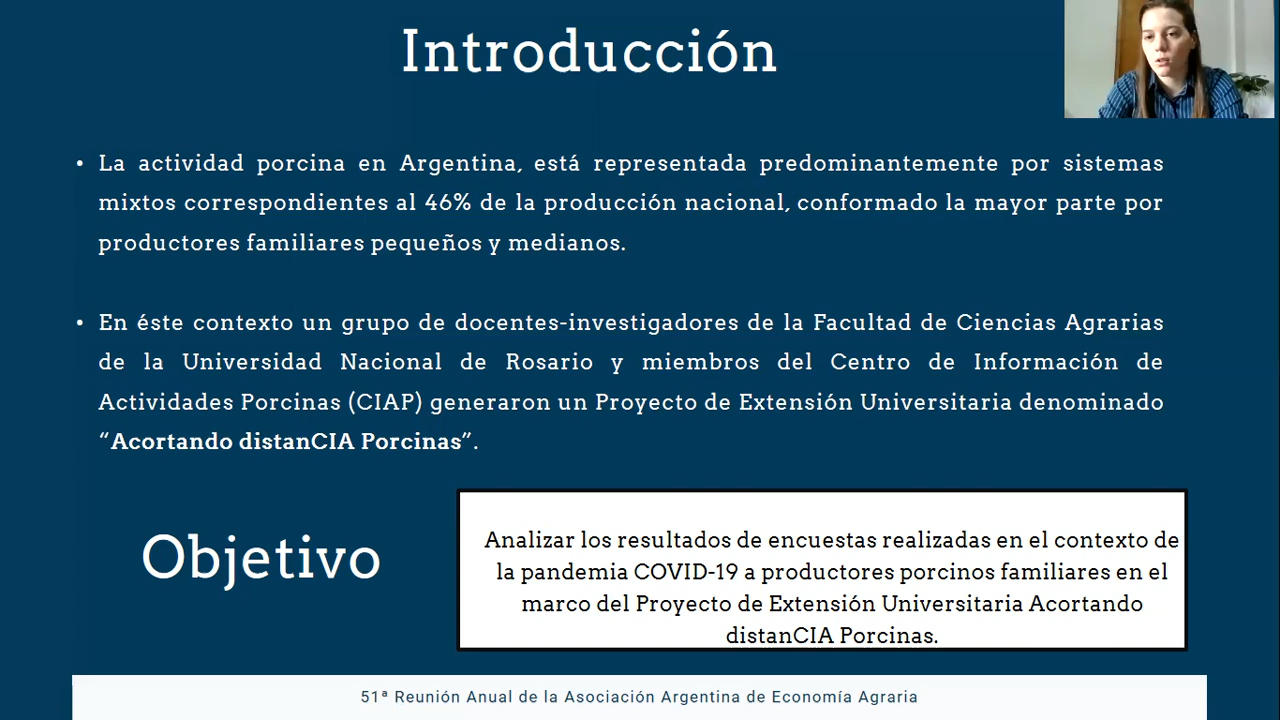 Introducción
• La actividad porcina en Argentina, está representada predominantemente por sistemas
mixtos correspondientes al 46% de la producción nacional, conformado la mayor parte por
productores familiares pequeños y medianos.
• En éste contexto un grupo de docentes-investigadores de la Facultad de Ciencias Agrarias
de la Universidad Nacional de Rosario y miembros del Centro de Información de
Actividades Porcinas (CIAP) generaron un Proyecto de Extensión Universitaria denominado
“Acortando distanCIA Porcinas”.
Objetivo
Analizar los resultados de encuestas realizadas en el contexto de
la pandemia COVID-19 a productores porcinos familiares en el
marco del Proyecto de Extensión Universitaria Acortando
distanCIA Porcinas.
51ª Reunión Anual de la Asociación Argentina de Economía Agraria